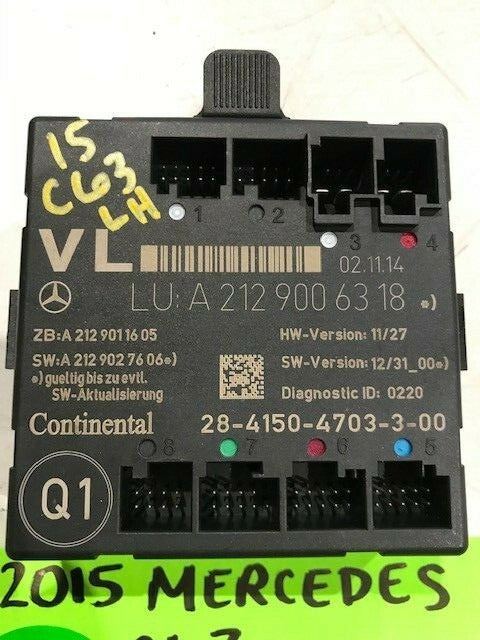 15
C63
LH
1 2 3 4
VL
02.11.14
LU: A 212 900 63 18 *)
ZB: A 212 901 16 05
HW-Version: 11/27
SW: A 212 902 76 06*)
SW-Version: 12/31_00*)
*) gueltig bis zu evtl.
SW-Aktualisierung
Diagnostic ID: 0220
Continental
28-4150-4703-3-00
8 7 6 5
Q1
2015 MERCEDES